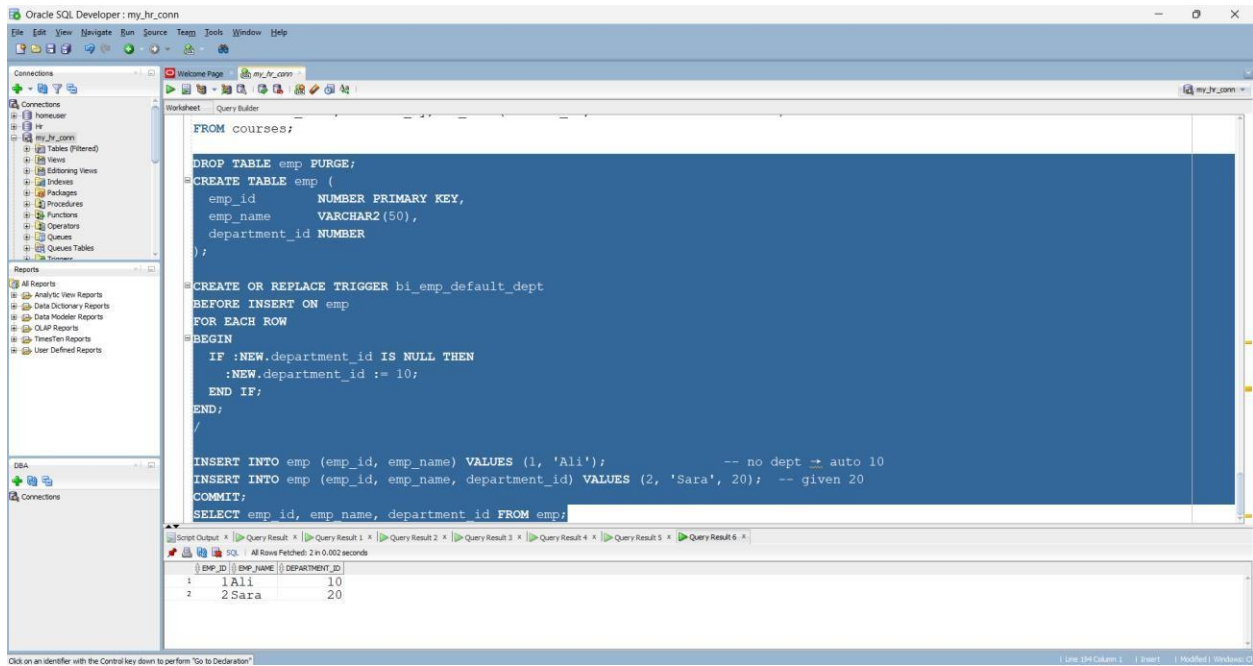 Oracle SQL Developer : my_hr_conn
File Edit View Navigate Run Source Team Tools Window Help
Connections
Connections
homeuser
Hr
my_hr_conn
Tables (Filtered)
Views
Editioning Views
Indexes
Packages
Procedures
Functions
Operators
Queues
Queues Tables
Triggers
Reports
All Reports
Analytic View Reports
Data Dictionary Reports
Data Modeler Reports
OLAP Reports
TimesTen Reports
User Defined Reports
DBA
Connections
Welcome Page my_hr_conn
my_hr_conn
Worksheet Query Builder
FROM courses;
DROP TABLE emp PURGE;
CREATE TABLE emp (
emp_id NUMBER PRIMARY KEY,
emp_name VARCHAR2(50),
department_id NUMBER
);
CREATE OR REPLACE TRIGGER bi_emp_default_dept
BEFORE INSERT ON emp
FOR EACH ROW
BEGIN
IF :NEW.department_id IS NULL THEN
:NEW.department_id := 10;
END IF;
END;
/
INSERT INTO emp (emp_id, emp_name) VALUES (1, 'Ali'); -- no dept → auto 10
INSERT INTO emp (emp_id, emp_name, department_id) VALUES (2, 'Sara', 20); -- given 20
COMMIT;
SELECT emp_id, emp_name, department_id FROM emp;
Script Output x Query Result x Query Result 1 x Query Result 2 x Query Result 3 x Query Result 4 x Query Result 5 x Query Result 6 x
SQL | All Rows Fetched: 2 in 0.002 seconds
EMP_ID EMP_NAME DEPARTMENT_ID
1 1 Ali 10
2 2 Sara 20
Click on an identifier with the Control key down to perform "Go to Declaration"
Line 194 Column 1 | Insert | Modified | Windows: C